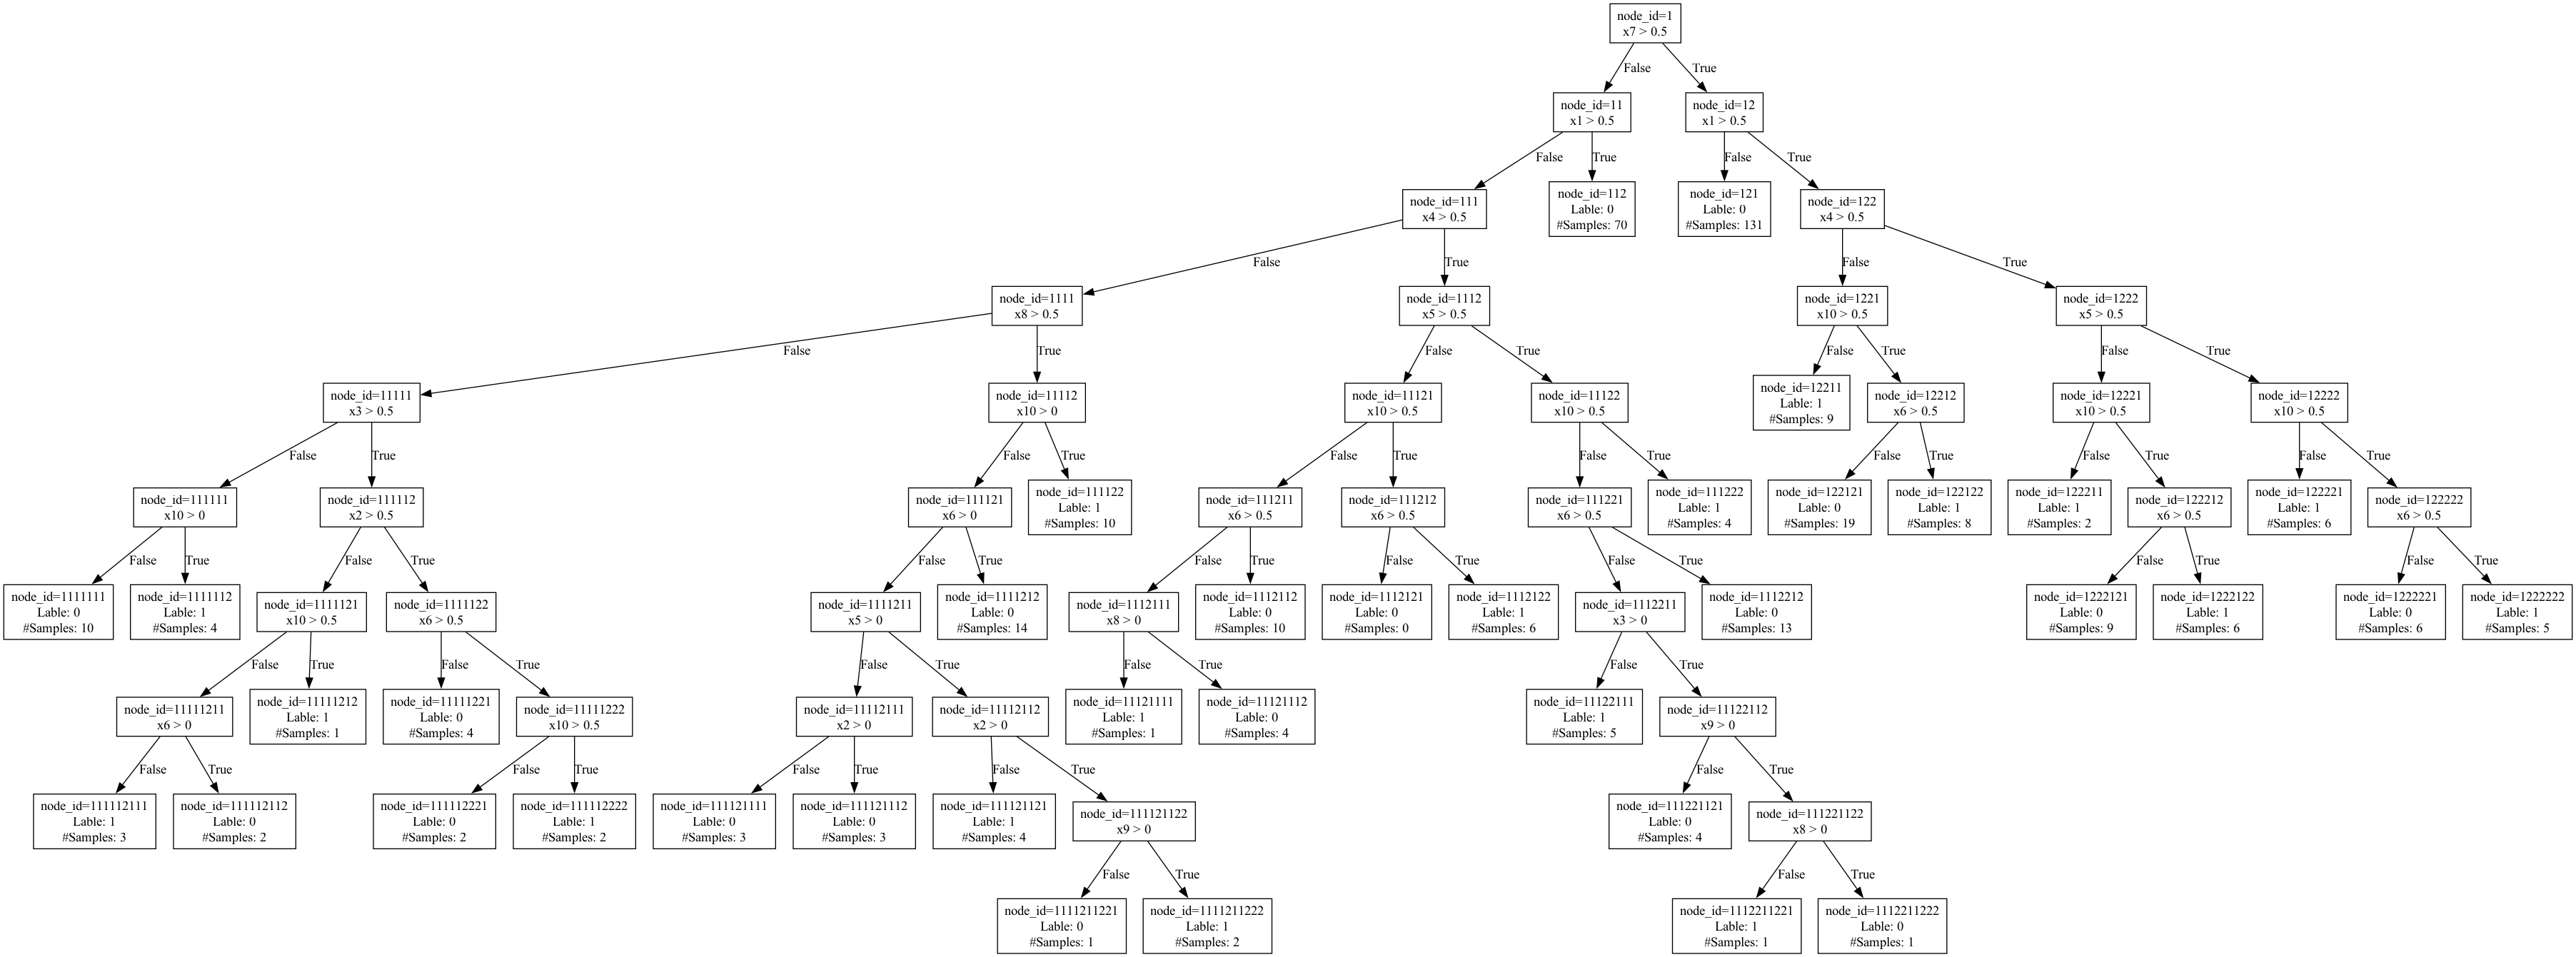 node_id=1
x7 > 0.5
False
True
node_id=11
x1 > 0.5
node_id=12
x1 > 0.5
False
True
False
True
node_id=111
x4 > 0.5
node_id=112
Lable: 0
#Samples: 70
node_id=121
Lable: 0
#Samples: 131
node_id=122
x4 > 0.5
False
True
False
True
node_id=1111
x8 > 0.5
node_id=1112
x5 > 0.5
node_id=1221
x10 > 0.5
node_id=1222
x5 > 0.5
False
True
False
True
False
True
False
True
node_id=11111
x3 > 0.5
node_id=11112
x10 > 0
node_id=11121
x10 > 0.5
node_id=11122
x10 > 0.5
node_id=12211
Lable: 1
#Samples: 9
node_id=12212
x6 > 0.5
node_id=12221
x10 > 0.5
node_id=12222
x10 > 0.5
False
True
False
True
False
True
False
True
False
True
False
True
False
True
node_id=111111
x10 > 0
node_id=111112
x2 > 0.5
node_id=111121
x6 > 0
node_id=111122
Lable: 1
#Samples: 10
node_id=111211
x6 > 0.5
node_id=111212
x6 > 0.5
node_id=111221
x6 > 0.5
node_id=111222
Lable: 1
#Samples: 4
node_id=122121
Lable: 0
#Samples: 19
node_id=122122
Lable: 1
#Samples: 8
node_id=122211
Lable: 1
#Samples: 2
node_id=122212
x6 > 0.5
node_id=122221
Lable: 1
#Samples: 6
node_id=122222
x6 > 0.5
False
True
False
True
False
True
False
True
False
True
False
True
False
True
False
True
node_id=1111111
Lable: 0
#Samples: 10
node_id=1111112
Lable: 1
#Samples: 4
node_id=1111121
x10 > 0.5
node_id=1111122
x6 > 0.5
node_id=1111211
x5 > 0
node_id=1111212
Lable: 0
#Samples: 14
node_id=1112111
x8 > 0
node_id=1112112
Lable: 0
#Samples: 10
node_id=1112121
Lable: 0
#Samples: 0
node_id=1112122
Lable: 1
#Samples: 6
node_id=1112211
x3 > 0
node_id=1112212
Lable: 0
#Samples: 13
node_id=1222121
Lable: 0
#Samples: 9
node_id=1222122
Lable: 1
#Samples: 6
node_id=1222221
Lable: 0
#Samples: 6
node_id=1222222
Lable: 1
#Samples: 5
False
True
False
True
False
True
False
True
False
True
node_id=11111211
x6 > 0
node_id=11111212
Lable: 1
#Samples: 1
node_id=11111221
Lable: 0
#Samples: 4
node_id=11111222
x10 > 0.5
node_id=11112111
x2 > 0
node_id=11112112
x2 > 0
node_id=11121111
Lable: 1
#Samples: 1
node_id=11121112
Lable: 0
#Samples: 4
node_id=11122111
Lable: 1
#Samples: 5
node_id=11122112
x9 > 0
False
True
False
True
False
True
False
True
False
True
node_id=111112111
Lable: 1
#Samples: 3
node_id=111112112
Lable: 0
#Samples: 2
node_id=111112221
Lable: 0
#Samples: 2
node_id=111112222
Lable: 1
#Samples: 2
node_id=111121111
Lable: 0
#Samples: 3
node_id=111121112
Lable: 0
#Samples: 3
node_id=111121121
Lable: 1
#Samples: 4
node_id=111121122
x9 > 0
node_id=111221121
Lable: 0
#Samples: 4
node_id=111221122
x8 > 0
False
True
False
True
node_id=1111211221
Lable: 0
#Samples: 1
node_id=1111211222
Lable: 1
#Samples: 2
node_id=1112211221
Lable: 1
#Samples: 1
node_id=1112211222
Lable: 0
#Samples: 1